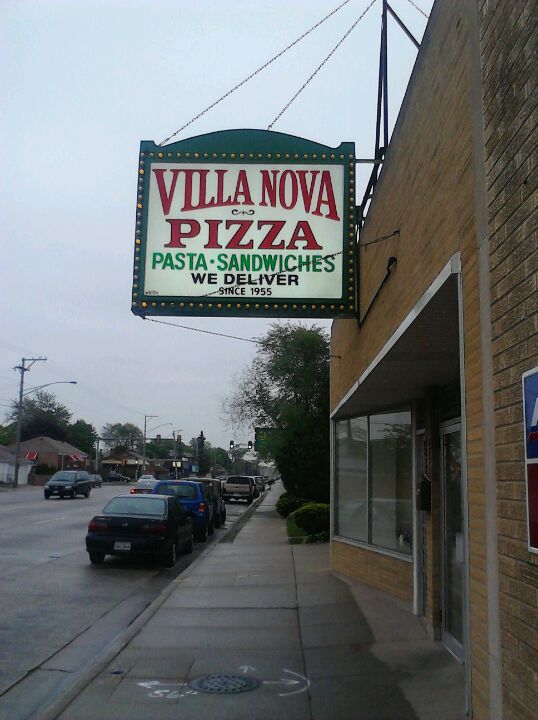 VILLA NOVA
PIZZA
PASTA · SANDWICHES
WE DELIVER
SINCE 1955